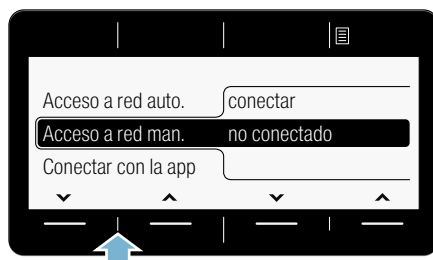 Acceso a red auto. conectar
Acceso a red man. no conectado
Conectar con la app